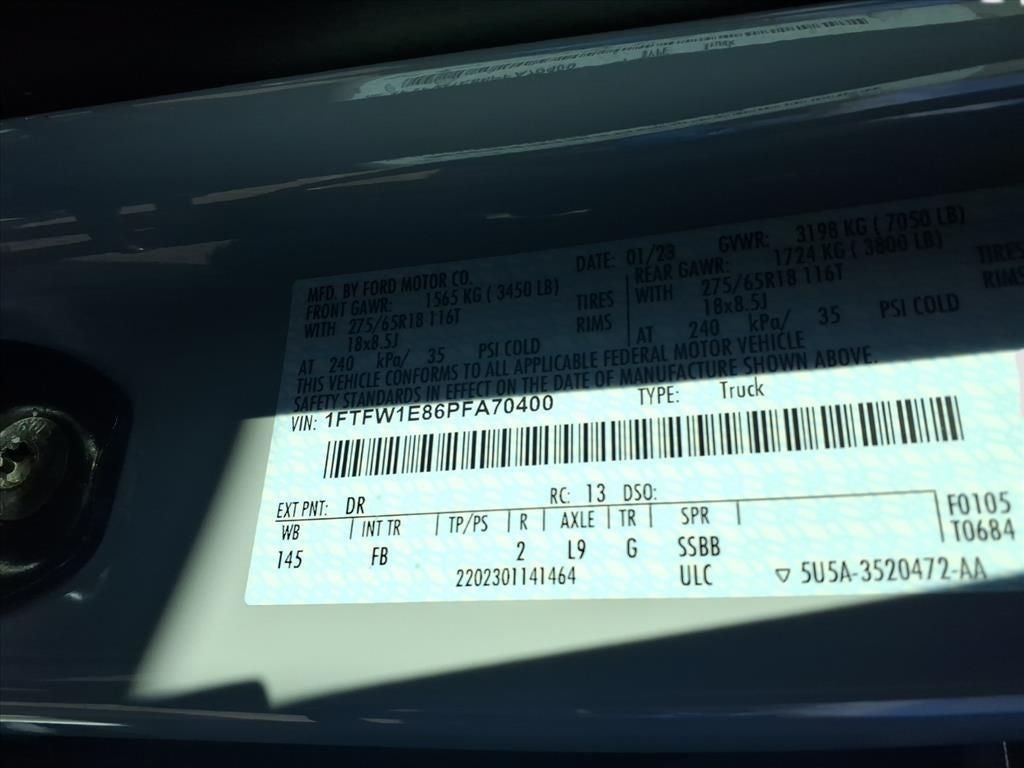 MFD. BY FORD MOTOR CO. DATE: 01/23 GVWR: 3198 KG ( 7050 LB)
FRONT GAWR: 1565 KG ( 3450 LB) REAR GAWR: 1724 KG ( 3800 LB)
WITH 275/65R18 116T TIRES WITH 275/65R18 116T TIRES
18x8.5J RIMS 18x8.5J RIMS
AT 240 kPa/ 35 PSI COLD AT 240 kPa/ 35 PSI COLD
THIS VEHICLE CONFORMS TO ALL APPLICABLE FEDERAL MOTOR VEHICLE
SAFETY STANDARDS IN EFFECT ON THE DATE OF MANUFACTURE SHOWN ABOVE.
VIN: 1FTFW1E86PFA70400 TYPE: Truck
EXT PNT: DR RC: 13 DSO: F0105
WB INT TR TP/PS R AXLE TR SPR T0684
145 FB 2 L9 G SSBB
2202301141464 ULC ▽ 5U5A-3520472-AA